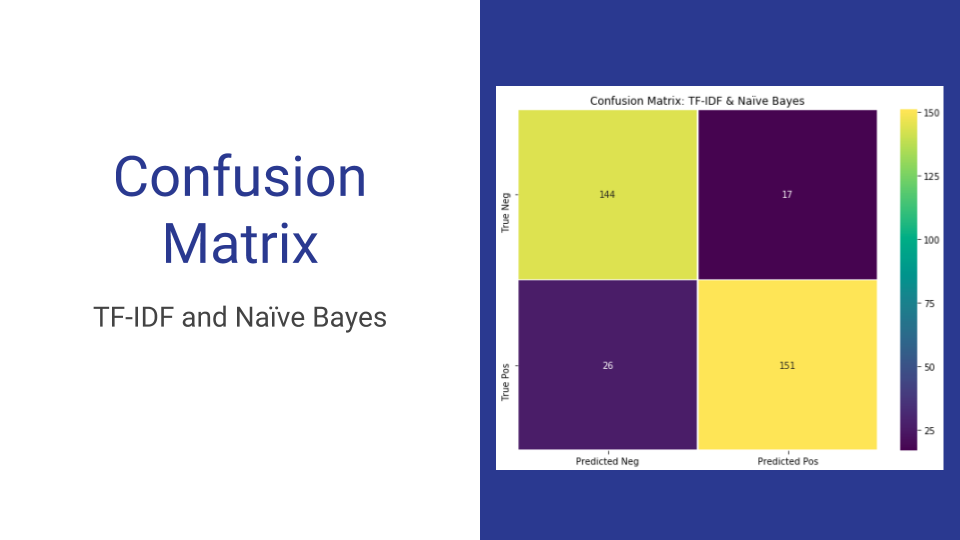 Confusion
Matrix
TF-IDF and Naïve Bayes
Confusion Matrix: TF-IDF & Naïve Bayes
True Neg
144
17
True Pos
26
151
Predicted Neg
Predicted Pos
150
125
100
75
50
25